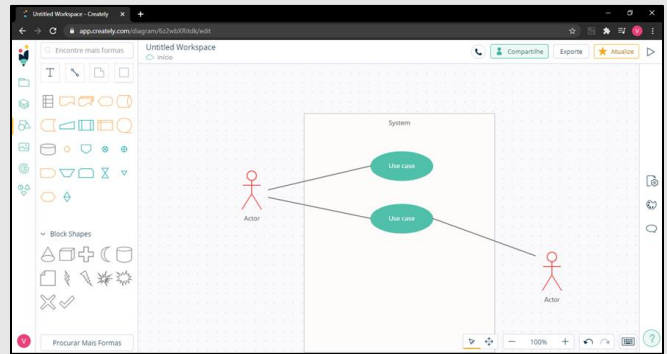 Untitled Workspace - Creately
app.creately.com/diagram/6z2wbXRitdk/edit
V
Encontre mais formas
Untitled Workspace
Início
Compartilhe
Exporte
Atualize
T
System
Use case
Actor
Use case
Block Shapes
Actor
V
Procurar Mais Formas
100%
?